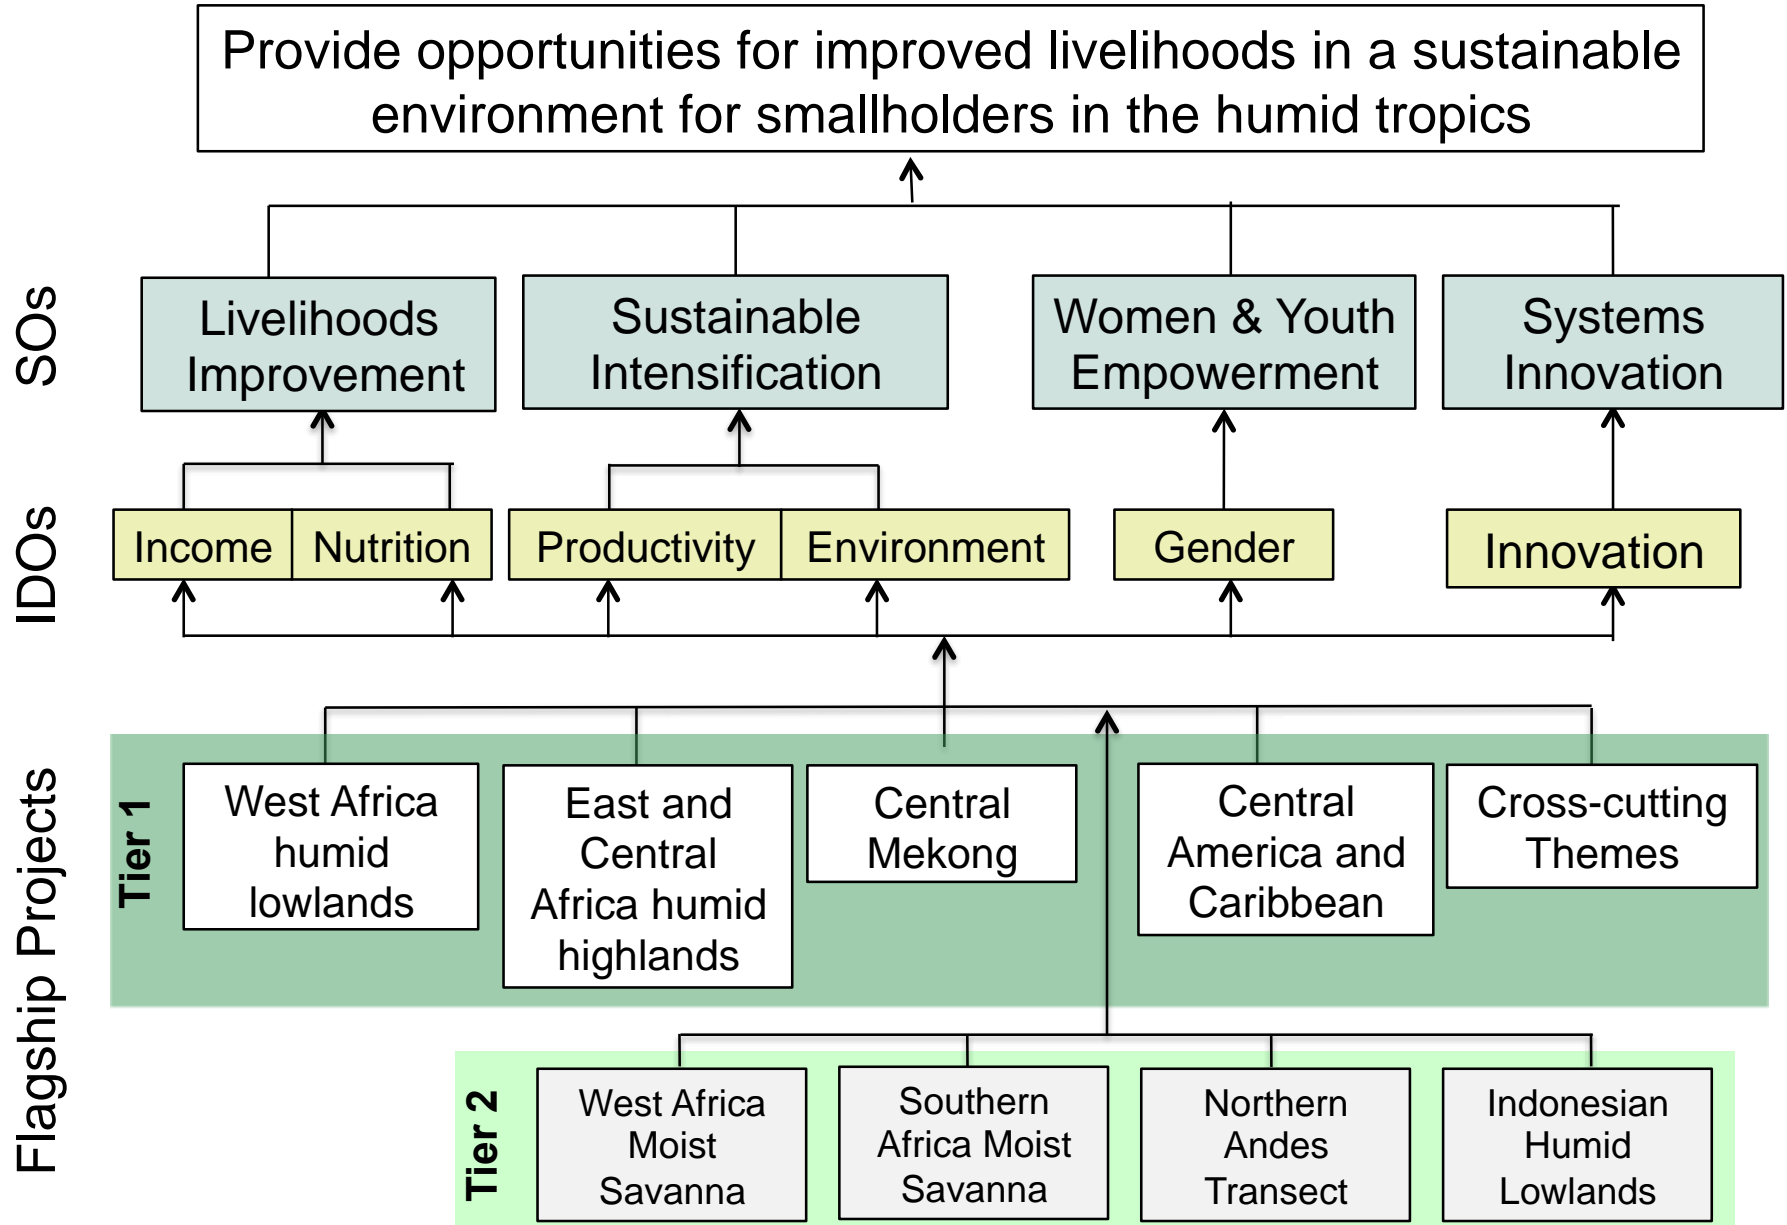 Provide opportunities for improved livelihoods in a sustainable
environment for smallholders in the humid tropics
SOs
Livelihoods
Improvement
Sustainable
Intensification
Women & Youth
Empowerment
Systems
Innovation
IDOs
Income
Nutrition
Productivity
Environment
Gender
Innovation
Flagship Projects
Tier 1
West Africa
humid
lowlands
East and
Central
Africa humid
highlands
Central
Mekong
Central
America and
Caribbean
Cross-cutting
Themes
Tier 2
West Africa
Moist
Savanna
Southern
Africa Moist
Savanna
Northern
Andes
Transect
Indonesian
Humid
Lowlands